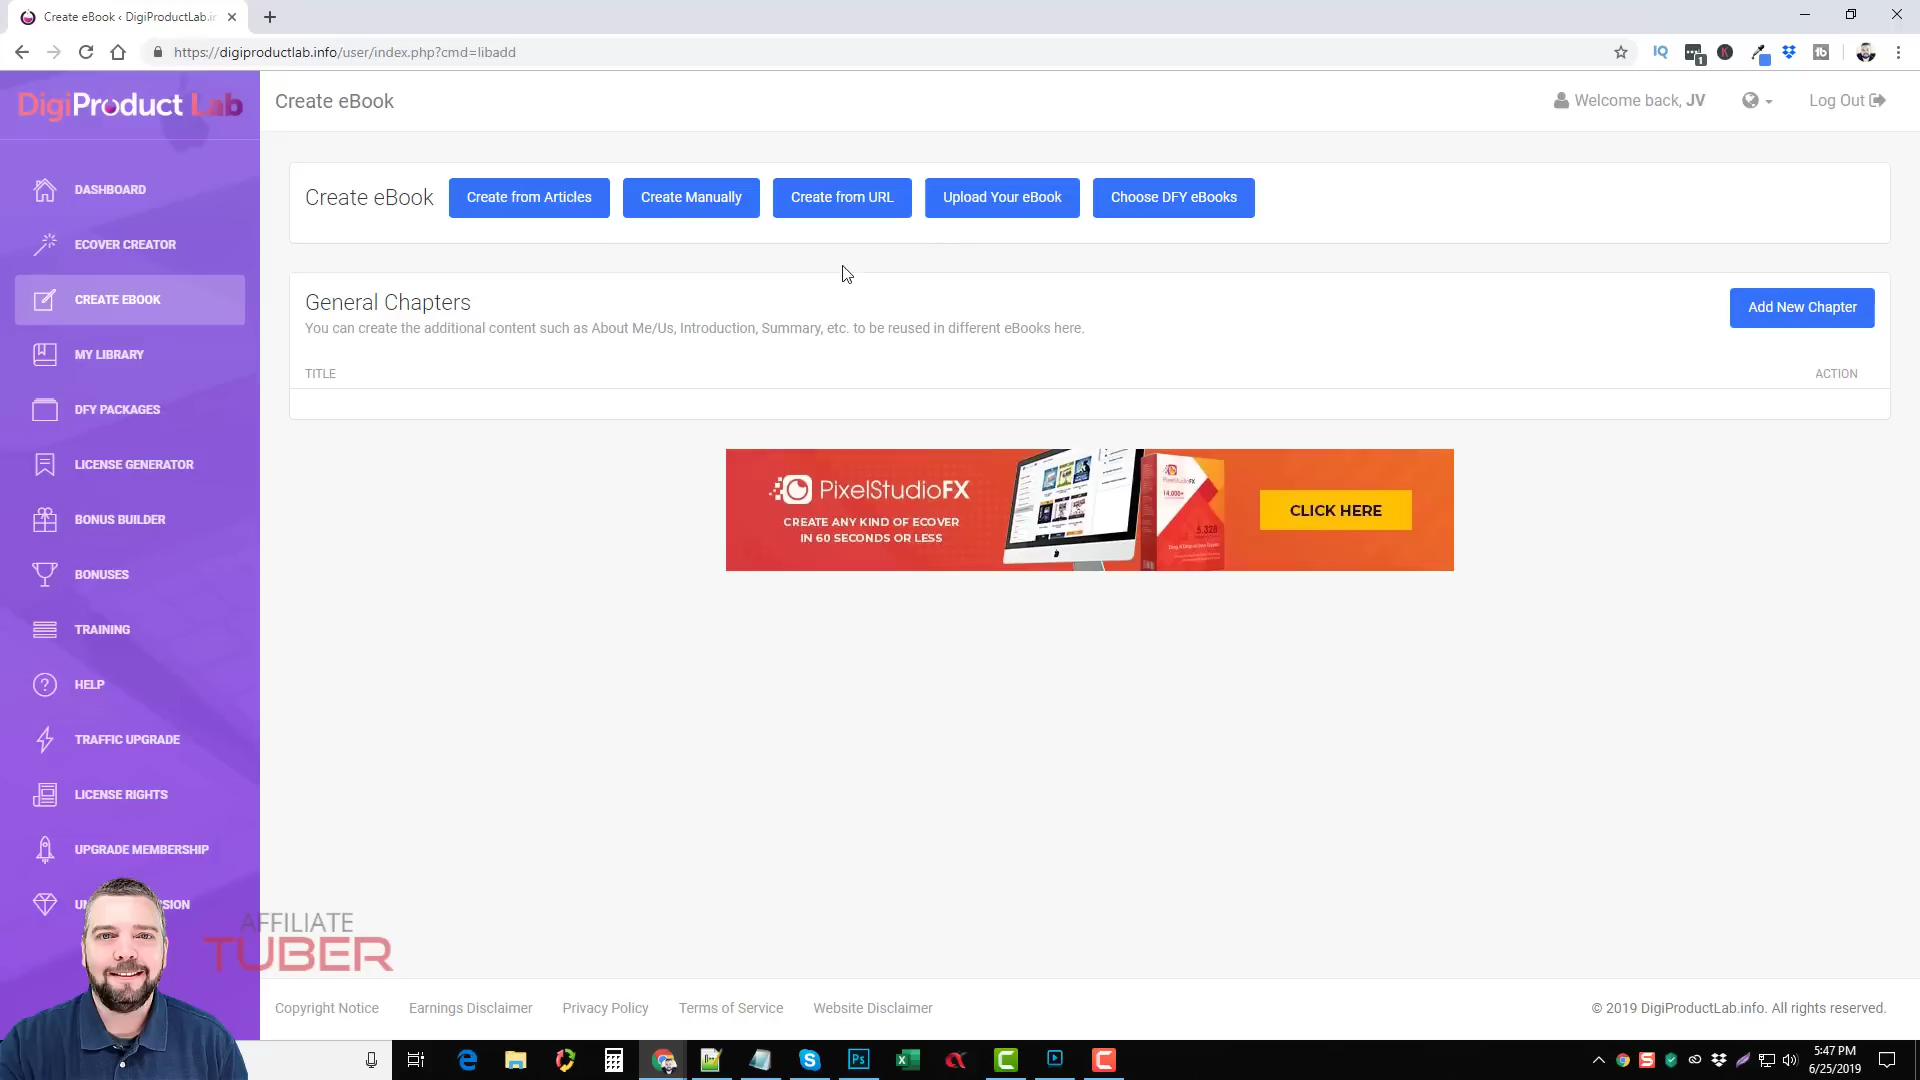 Create eBook ‹ DigiProductLab.in
https://digiproductlab.info/user/index.php?cmd=libadd
DigiProduct Lab
Create eBook
Welcome back, JV
Log Out
DASHBOARD
ECOVER CREATOR
CREATE EBOOK
MY LIBRARY
DFY PACKAGES
LICENSE GENERATOR
BONUS BUILDER
BONUSES
TRAINING
HELP
TRAFFIC UPGRADE
LICENSE RIGHTS
UPGRADE MEMBERSHIP
Create eBook
Create from Articles
Create Manually
Create from URL
Upload Your eBook
Choose DFY eBooks
General Chapters
You can create the additional content such as About Me/Us, Introduction, Summary, etc. to be reused in different eBooks here.
Add New Chapter
TITLE
ACTION
PixelStudioFX
CREATE ANY KIND OF ECOVER
IN 60 SECONDS OR LESS
PixelStudioFX
14,000+
5,328
CLICK HERE
AFFILIATE
TUBER
Copyright Notice
Earnings Disclaimer
Privacy Policy
Terms of Service
Website Disclaimer
© 2019 DigiProductLab.info. All rights reserved.
5:47 PM
6/25/2019